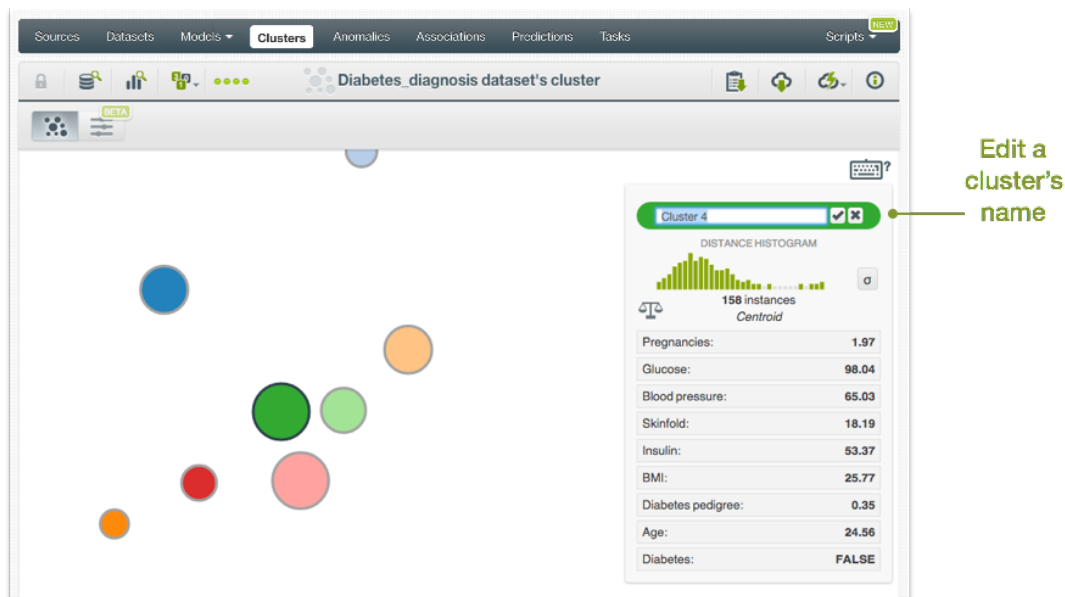 Sources Datasets Models Clusters Anomalies Associations Predictions Tasks Scripts NEW
Diabetes_diagnosis dataset's cluster
BETA
?
Edit a
cluster's
name
Cluster 4
DISTANCE HISTOGRAM
σ
158 instances
Centroid
Pregnancies: 1.97
Glucose: 98.04
Blood pressure: 65.03
Skinfold: 18.19
Insulin: 53.37
BMI: 25.77
Diabetes pedigree: 0.35
Age: 24.56
Diabetes: FALSE